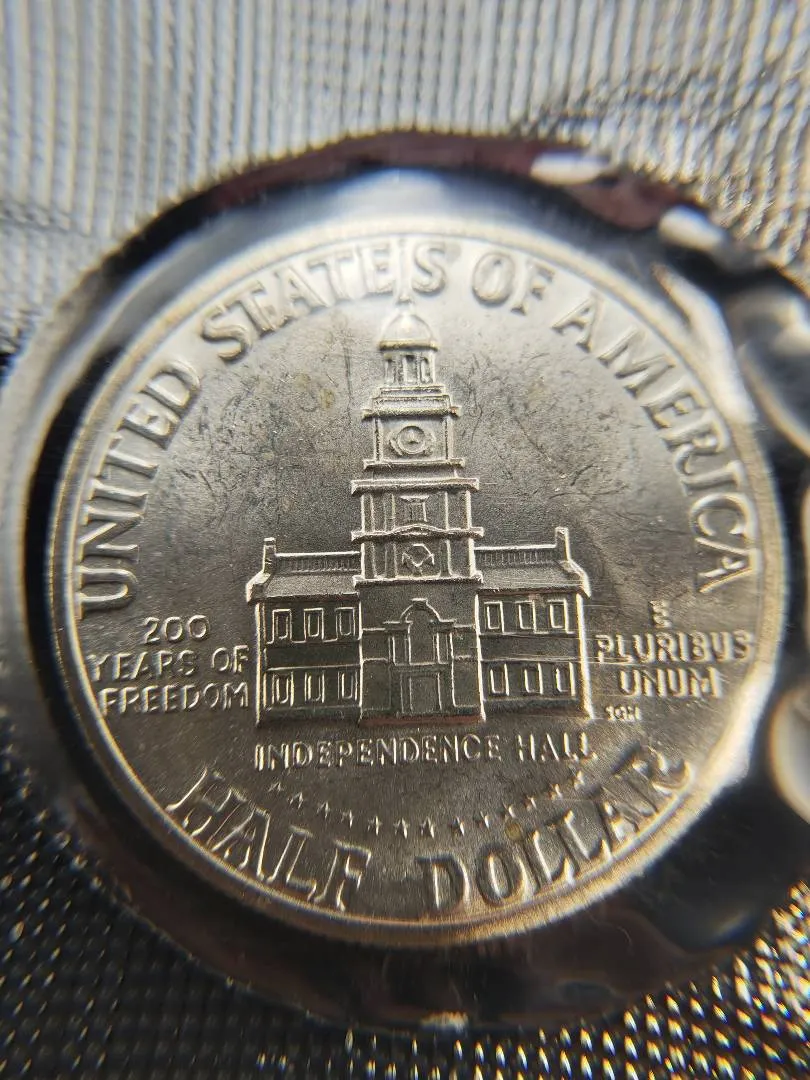 UNITED STATES OF AMERICA
200
YEARS OF
FREEDOM
E
PLURIBUS
UNUM
SGH
INDEPENDENCE HALL
HALF DOLLAR